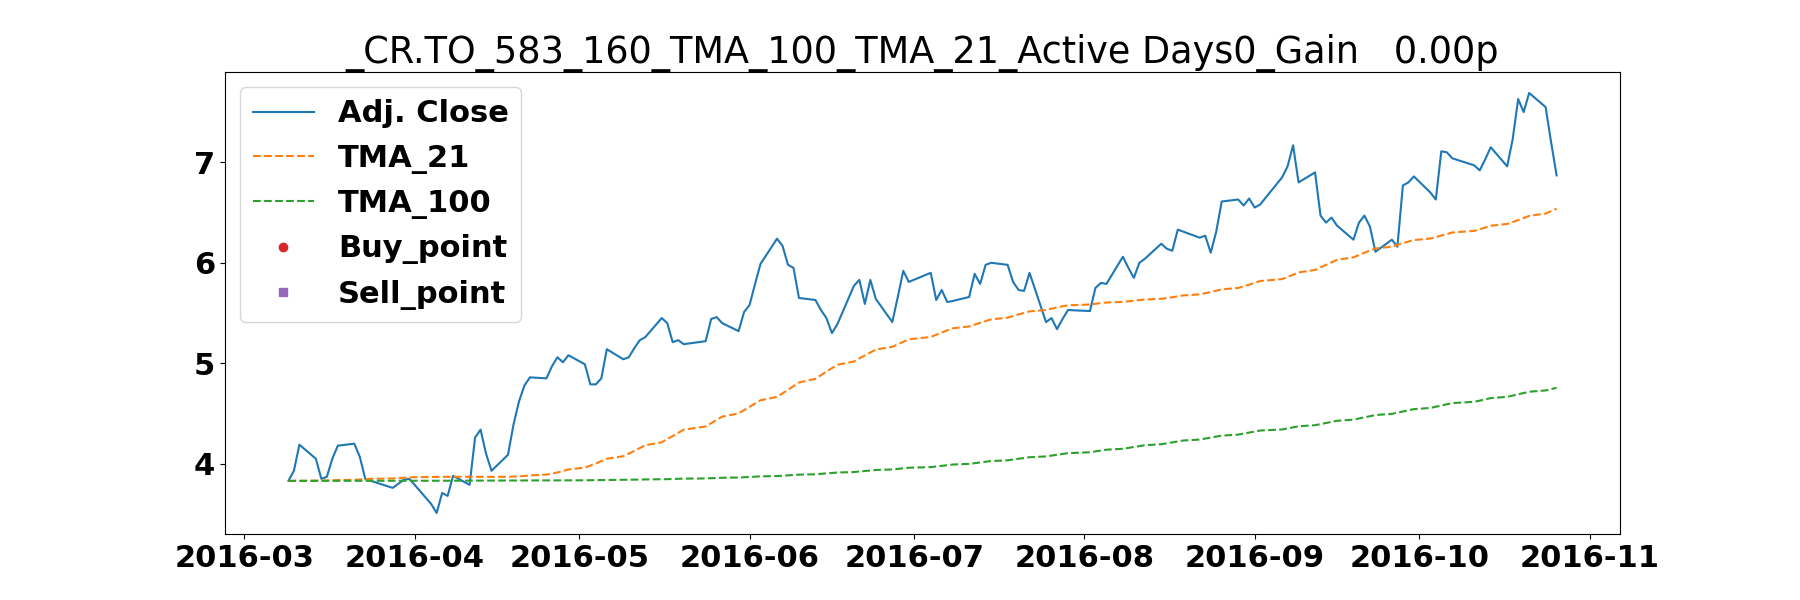 _CR.TO_583_160_TMA_100_TMA_21_Active Days0_Gain   0.00p
Adj. Close
TMA_21
TMA_100
Buy_point
Sell_point
7
6
5
4
2016-03 2016-04 2016-05 2016-06 2016-07 2016-08 2016-09 2016-10 2016-11